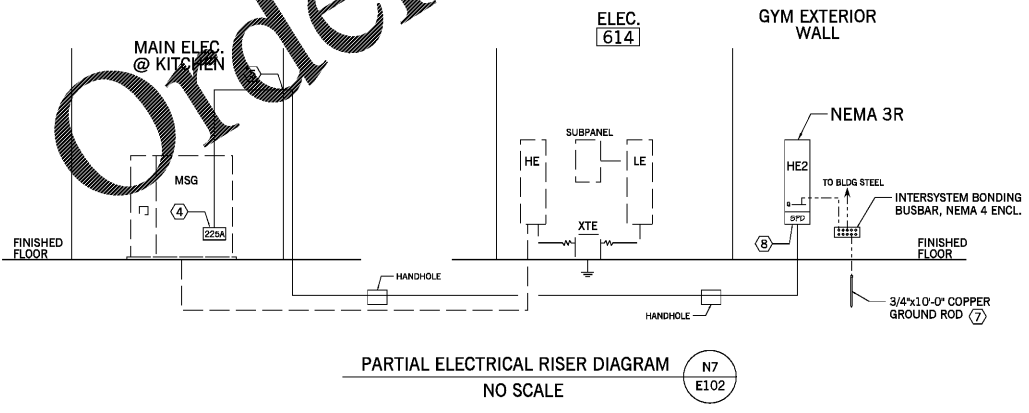 Order
ELEC.
614
GYM EXTERIOR
WALL
MAIN ELEC.
@ KITCHEN
5
NEMA 3R
SUBPANEL
HE
LE
HE2
MSG
TO BLDG STEEL
INTERSYSTEM BONDING
BUSBAR, NEMA 4 ENCL.
4
225A
XTE
SPD
8
FINISHED
FLOOR
FINISHED
FLOOR
HANDHOLE
HANDHOLE
3/4"x10'-0" COPPER
GROUND ROD 7
PARTIAL ELECTRICAL RISER DIAGRAM
NO SCALE
N7
E102